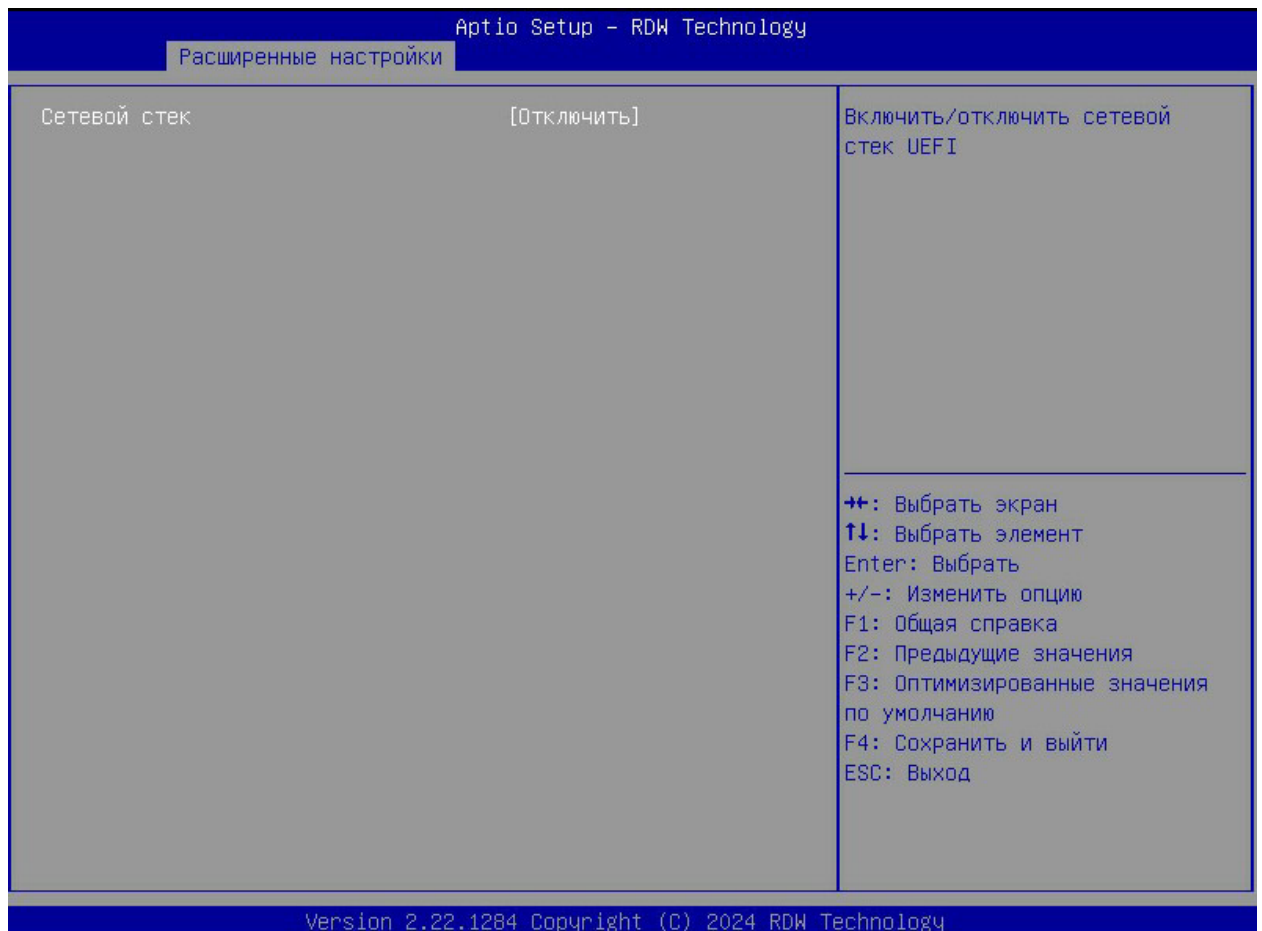 Aptio Setup – RDW Technology
Расширенные настройки
Сетевой стек [Отключить]
Включить/отключить сетевой
стек UEFI
→←: Выбрать экран
↑↓: Выбрать элемент
Enter: Выбрать
+/-: Изменить опцию
F1: Общая справка
F2: Предыдущие значения
F3: Оптимизированные значения
по умолчанию
F4: Сохранить и выйти
ESC: Выход
Version 2.22.1284 Copyright (C) 2024 RDW Technology